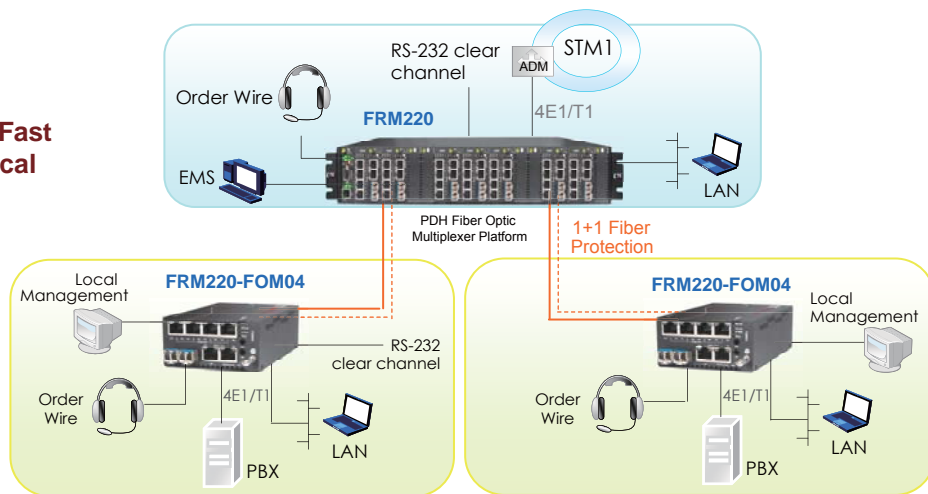 RS-232 clear
channel
STM1
ADM
Order Wire
4E1/T1
FRM220
Fast
cal
EMS
LAN
PDH Fiber Optic
Multiplexer Platform
1+1 Fiber
Protection
Local
Management
FRM220-FOM04
RS-232
clear channel
Order
Wire
4E1/T1
PBX
LAN
FRM220-FOM04
Local
Management
Order
Wire
4E1/T1
PBX
LAN